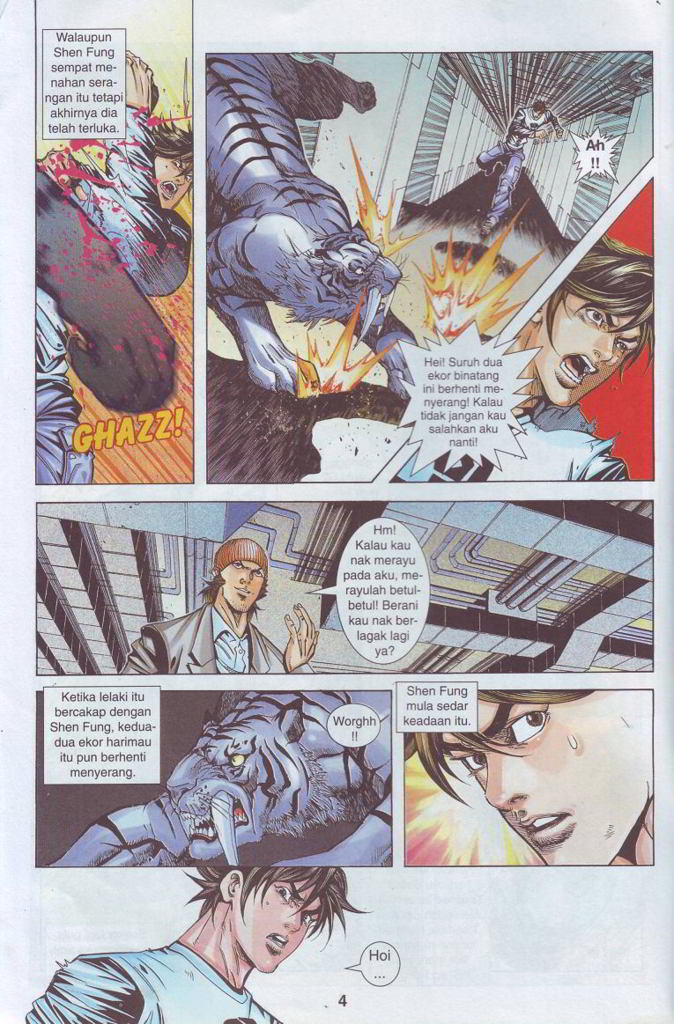 Walaupun
Shen Fung
sempat me-
nahan sera-
ngan itu tetapi
akhirnya dia
telah terluka.
GHAZZ!
Ah
!!
Hei! Suruh dua
ekor binatang
ini berhenti me-
nyerang! Kalau
tidak jangan kau
salahkan aku
nanti!
Hm!
Kalau kau
nak merayu
pada aku, me-
rayulah betul-
betul! Berani
kau nak ber-
lagak lagi
ya?
Ketika lelaki itu
bercakap dengan
Shen Fung, kedua-
dua ekor harimau
itu pun berhenti
menyerang.
Worghh
!!
Shen Fung
mula sedar
keadaan itu.
Hoi
...
4